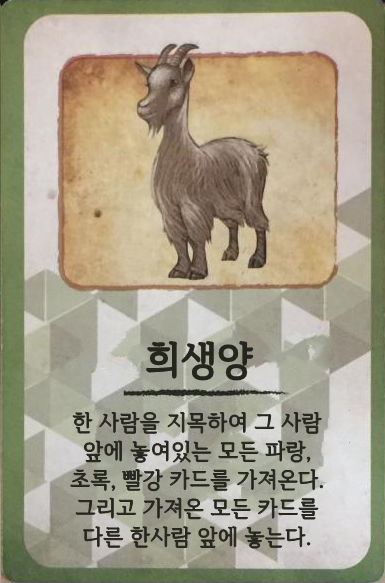 희생양
한 사람을 지목하여 그 사람
앞에 놓여있는 모든 파랑,
초록, 빨강 카드를 가져온다.
그리고 가져온 모든 카드를
다른 한사람 앞에 놓는다.